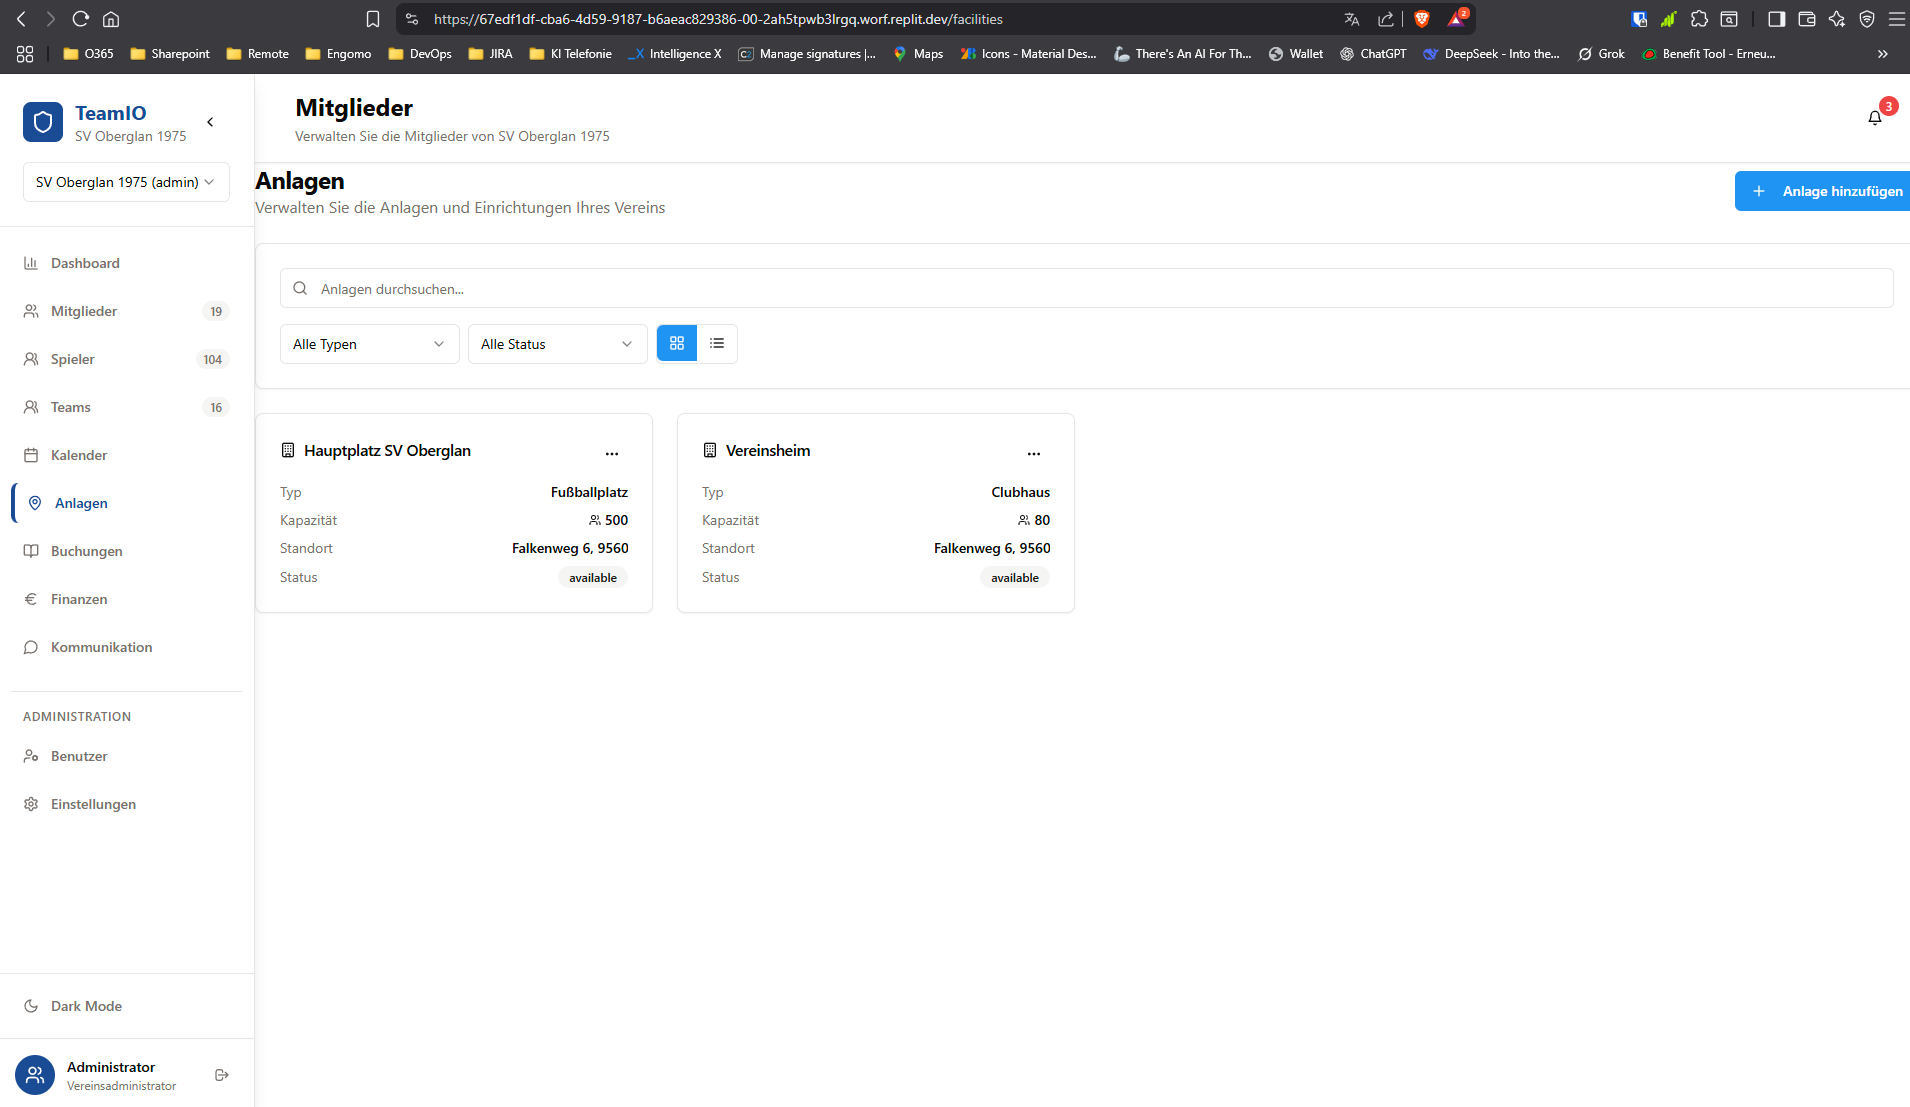 https://67edf1df-cba6-4d59-9187-b6aeac829386-00-2ah5tpwb3lrgq.worf.replit.dev/facilities
2
O365 Sharepoint Remote Engomo DevOps JIRA KI Telefonie Intelligence X Manage signatures |... Maps Icons - Material Des... There's An AI For Th... Wallet ChatGPT DeepSeek - Into the... Grok Benefit Tool - Erneu...
TeamIO
SV Oberglan 1975
SV Oberglan 1975 (admin)
Dashboard
Mitglieder 19
Spieler 104
Teams 16
Kalender
Anlagen
Buchungen
Finanzen
Kommunikation
ADMINISTRATION
Benutzer
Einstellungen
Dark Mode
Administrator
Vereinsadministrator
Mitglieder
Verwalten Sie die Mitglieder von SV Oberglan 1975
3
Anlagen
Verwalten Sie die Anlagen und Einrichtungen Ihres Vereins
Anlage hinzufügen
Anlagen durchsuchen...
Alle Typen
Alle Status
Hauptplatz SV Oberglan
Typ Fußballplatz
Kapazität 500
Standort Falkenweg 6, 9560
Status available
Vereinsheim
Typ Clubhaus
Kapazität 80
Standort Falkenweg 6, 9560
Status available